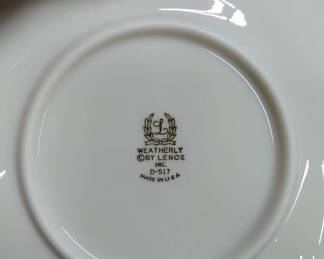 L
WEATHERLY
© BY LENOX
INC.
D-517
MADE IN U S A